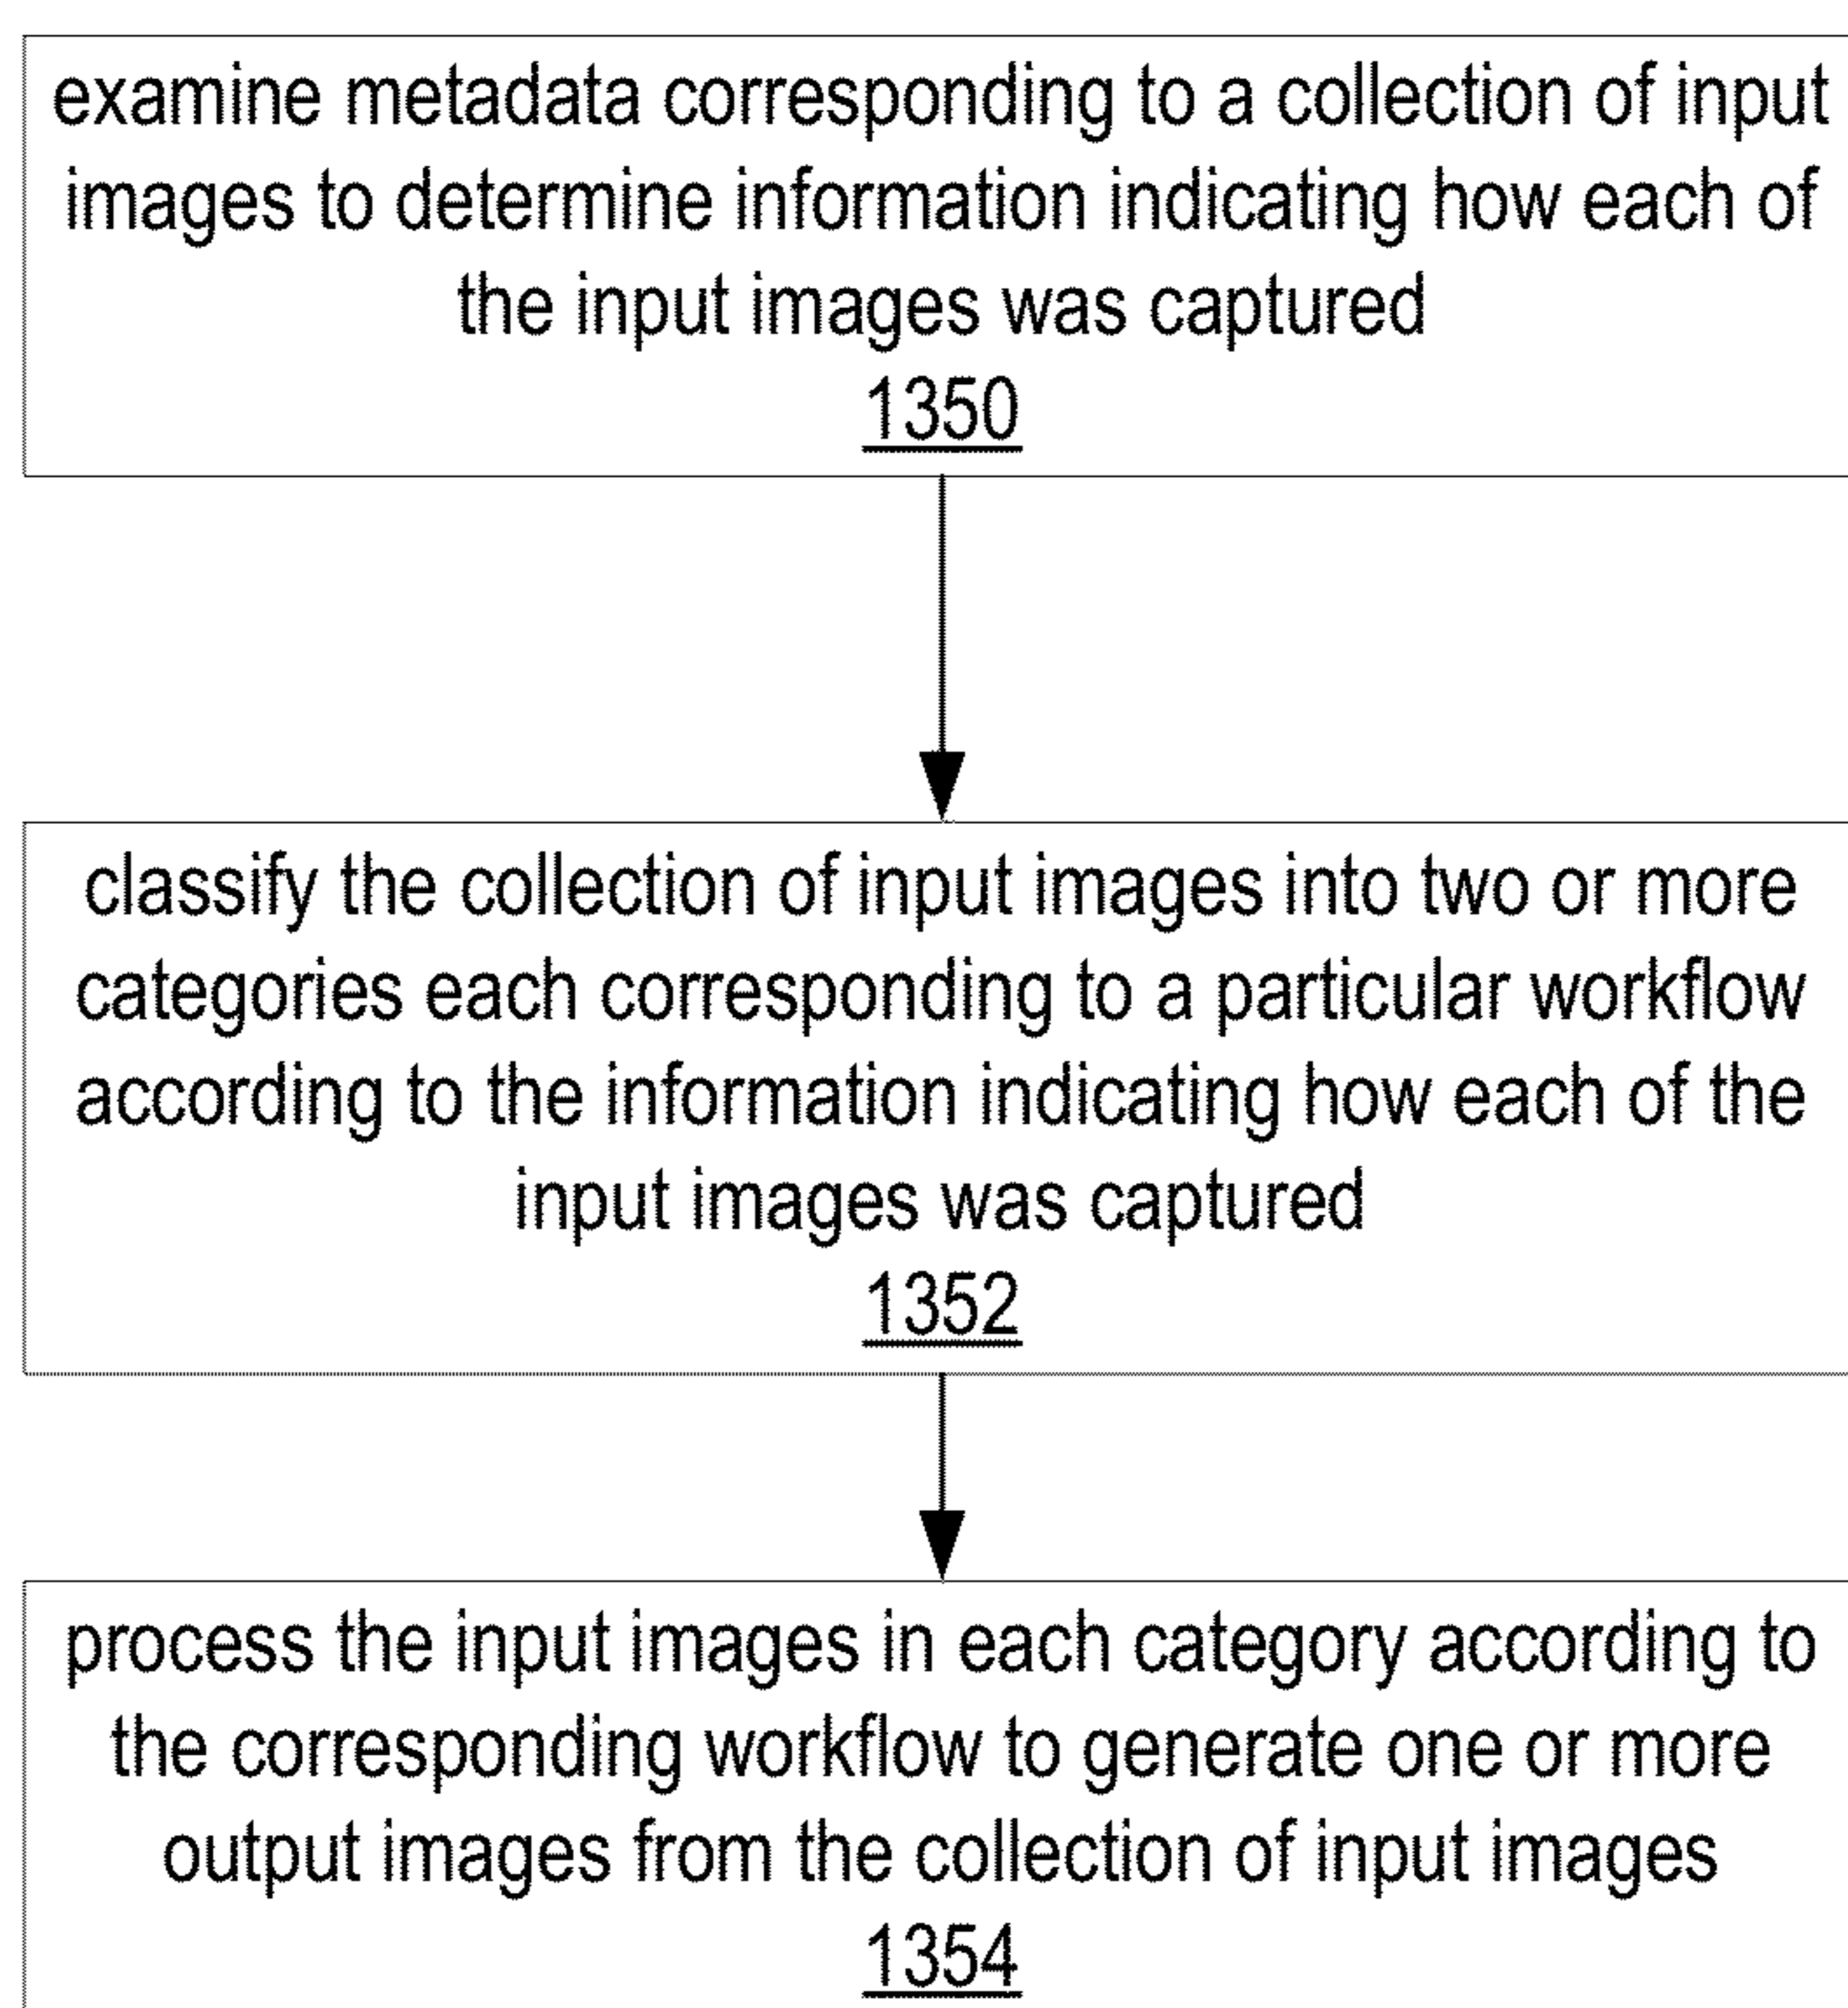 examine metadata corresponding to a collection of input
images to determine information indicating how each of
the input images was captured
1350
classify the collection of input images into two or more
categories each corresponding to a particular workflow
according to the information indicating how each of the
input images was captured
1352
process the input images in each category according to
the corresponding workflow to generate one or more
output images from the collection of input images
1354